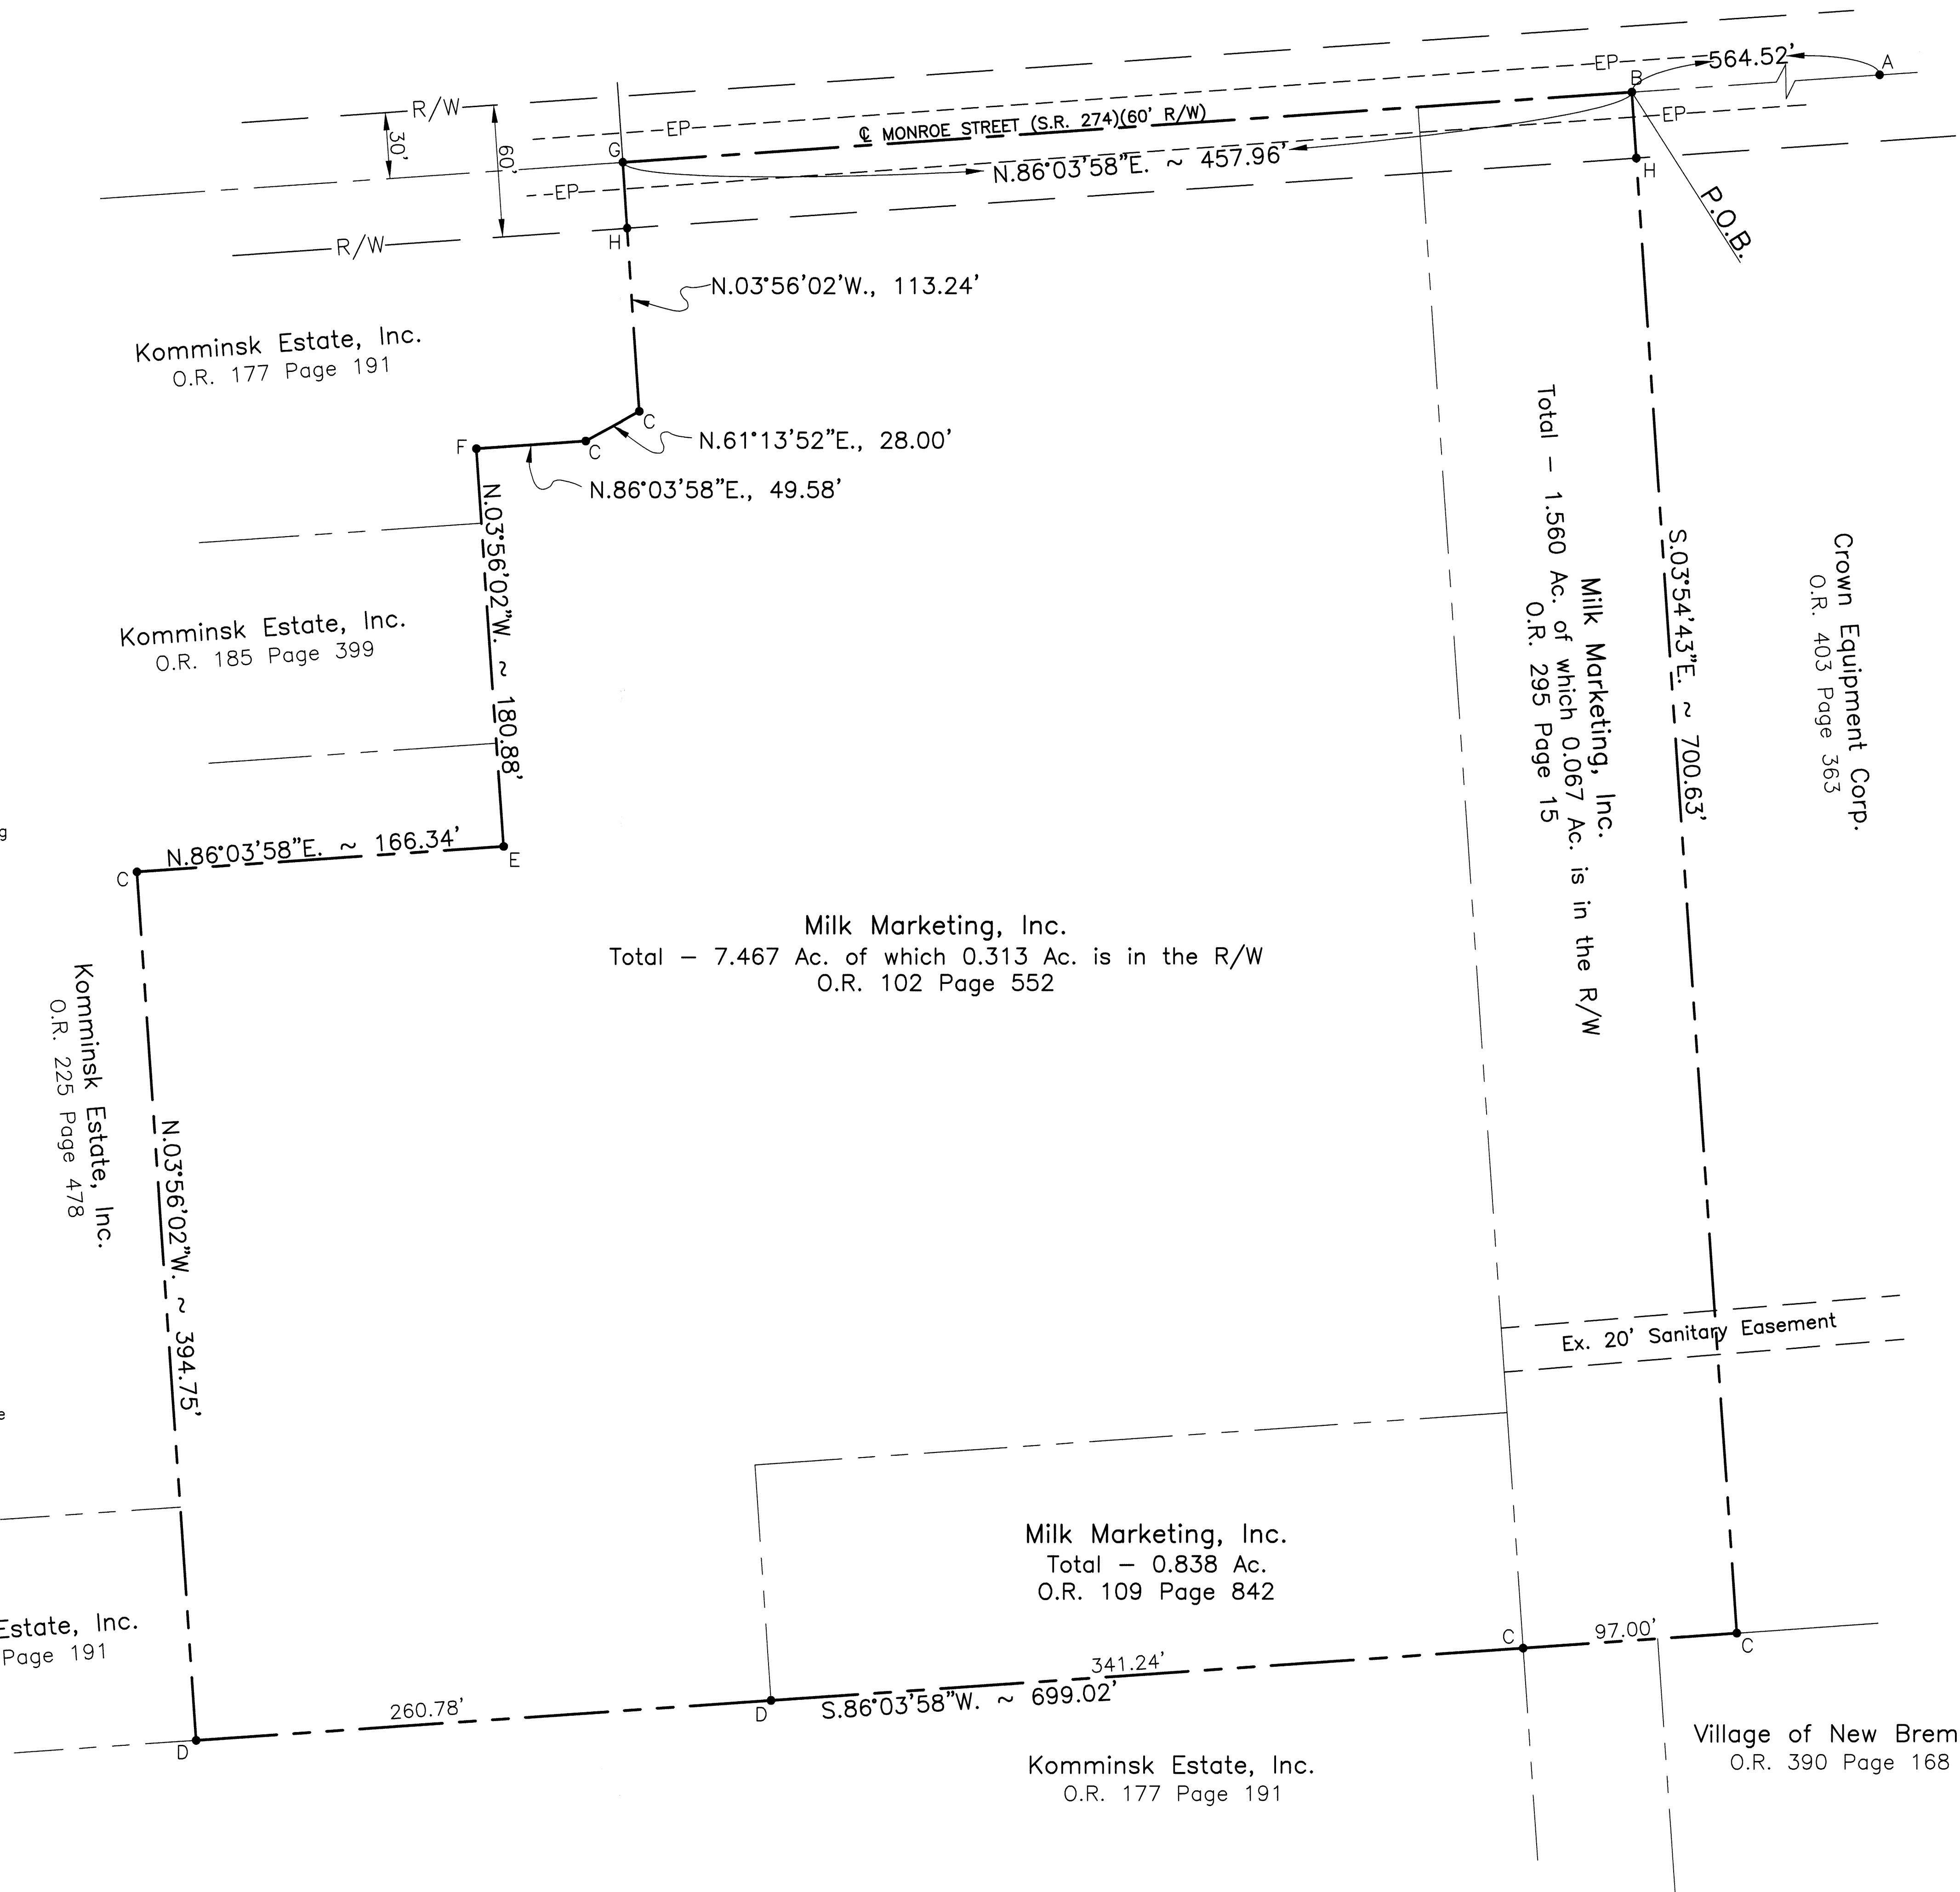 564.52'
A
B
EP
R/W
EP
℄ MONROE STREET (S.R. 274)(60' R/W)
EP
30'
60'
G
N.86°03'58"E. ~ 457.96'
H
EP
P.O.B.
H
R/W
N.03°56'02'W., 113.24'
Komminsk Estate, Inc.
O.R. 177 Page 191
C
N.61°13'52"E., 28.00'
F
C
N.86°03'58"E., 49.58'
N.03°56'02"W. ~ 180.88'
Total – 1.560 Ac. of which 0.067 Ac. is in the R/W
Milk Marketing, Inc.
O.R. 295 Page 15
S.03°54'43"E. ~ 700.63'
Crown Equipment Corp.
O.R. 403 Page 363
Komminsk Estate, Inc.
O.R. 185 Page 399
g
N.86°03'58"E. ~ 166.34'
E
C
Milk Marketing, Inc.
Total – 7.467 Ac. of which 0.313 Ac. is in the R/W
O.R. 102 Page 552
Komminsk Estate, Inc.
O.R. 225 Page 478
N.03°56'02"W. ~ 394.75'
Ex. 20' Sanitary Easement
e
Milk Marketing, Inc.
Total – 0.838 Ac.
O.R. 109 Page 842
Estate, Inc.
Page 191
C
97.00'
C
341.24'
S.86°03'58"W. ~ 699.02'
260.78'
D
D
Village of New Brem
O.R. 390 Page 168
Komminsk Estate, Inc.
O.R. 177 Page 191